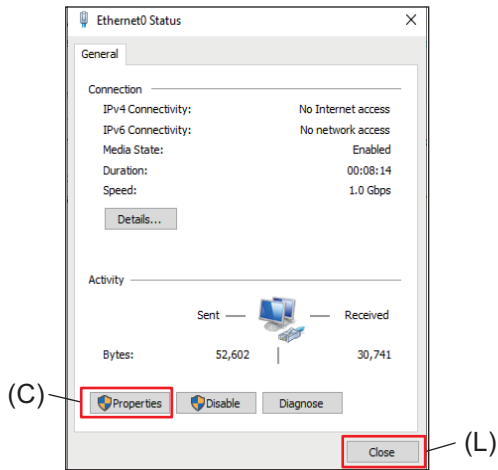 Ethernet0 Status
General
Connection
IPv4 Connectivity: No Internet access
IPv6 Connectivity: No network access
Media State: Enabled
Duration: 00:08:14
Speed: 1.0 Gbps
Details...
Activity
Sent Received
Bytes: 52,602 30,741
(C) Properties Disable Diagnose
Close (L)